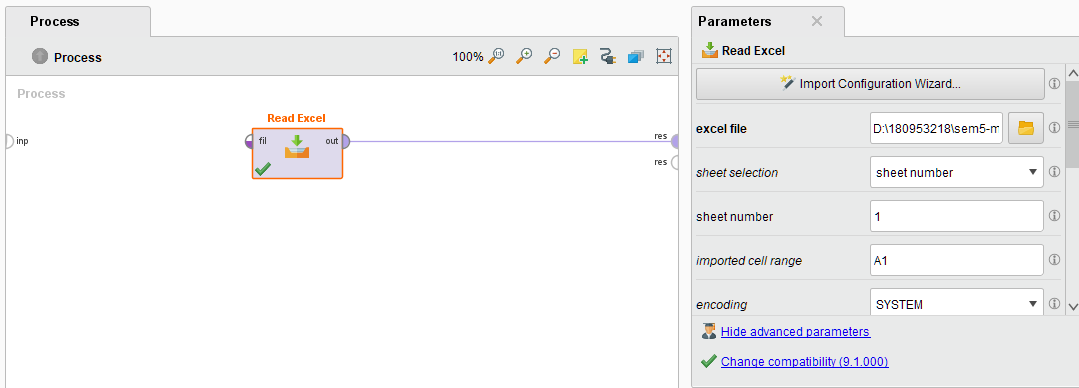 Process
Process
100%
Process
inp
Read Excel
fil
out
res
res
Parameters
Read Excel
Import Configuration Wizard...
excel file
D:\180953218\sem5-m
sheet selection
sheet number
sheet number
1
imported cell range
A1
encoding
SYSTEM
Hide advanced parameters
Change compatibility (9.1.000)